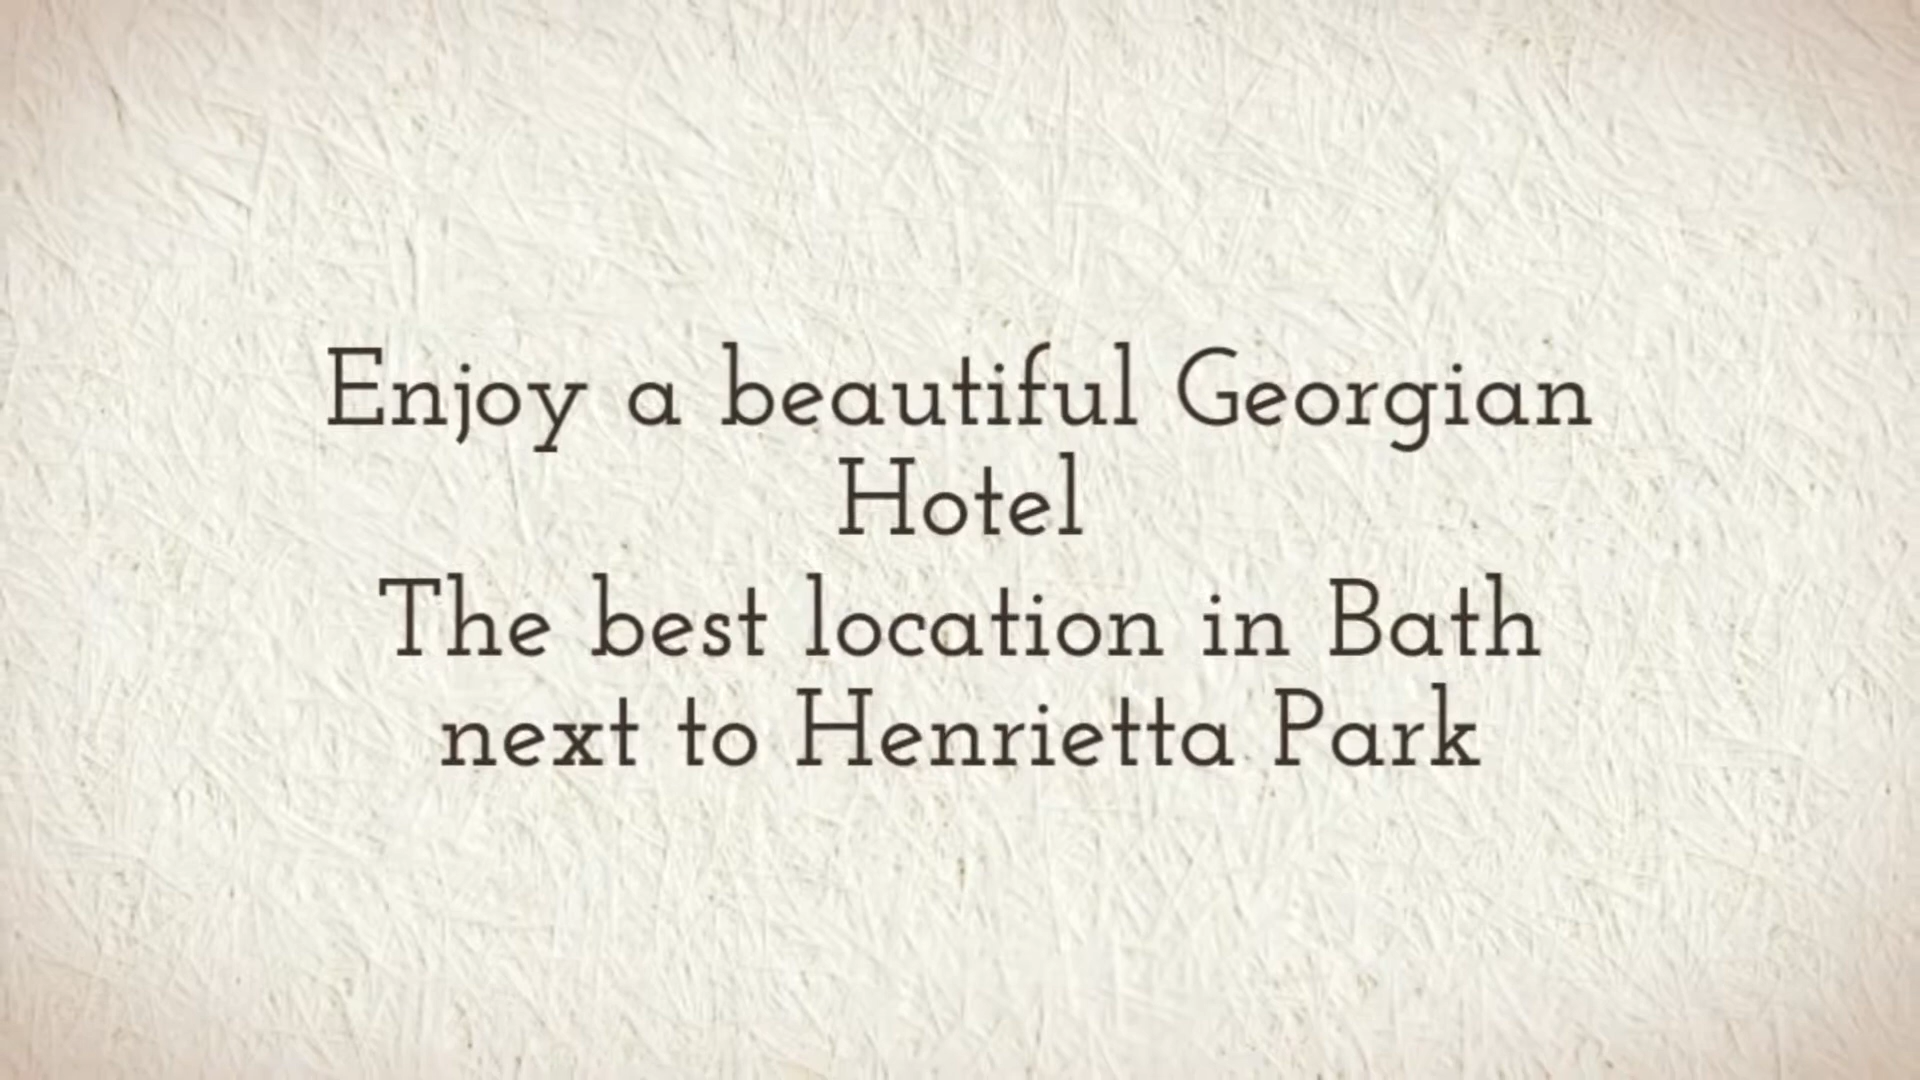 Enjoy a beautiful Georgian
Hotel
The best location in Bath
next to Henrietta Park